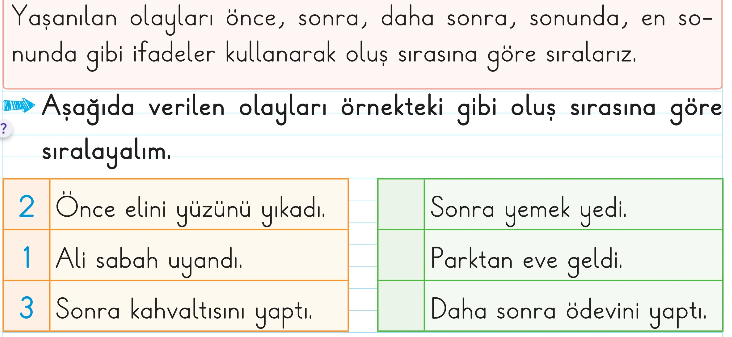 Yaşanılan olayları önce, sonra, daha sonra, sonunda, en so-
nunda gibi ifadeler kullanarak oluş sırasına göre sıralarız.
Aşağıda verilen olayları örnekteki gibi oluş sırasına göre
?
sıralayalım.
2 Önce elini yüzünü yıkadı.
1 Ali sabah uyandı.
3 Sonra kahvaltısını yaptı.
Sonra yemek yedi.
Parktan eve geldi.
Daha sonra ödevini yaptı.